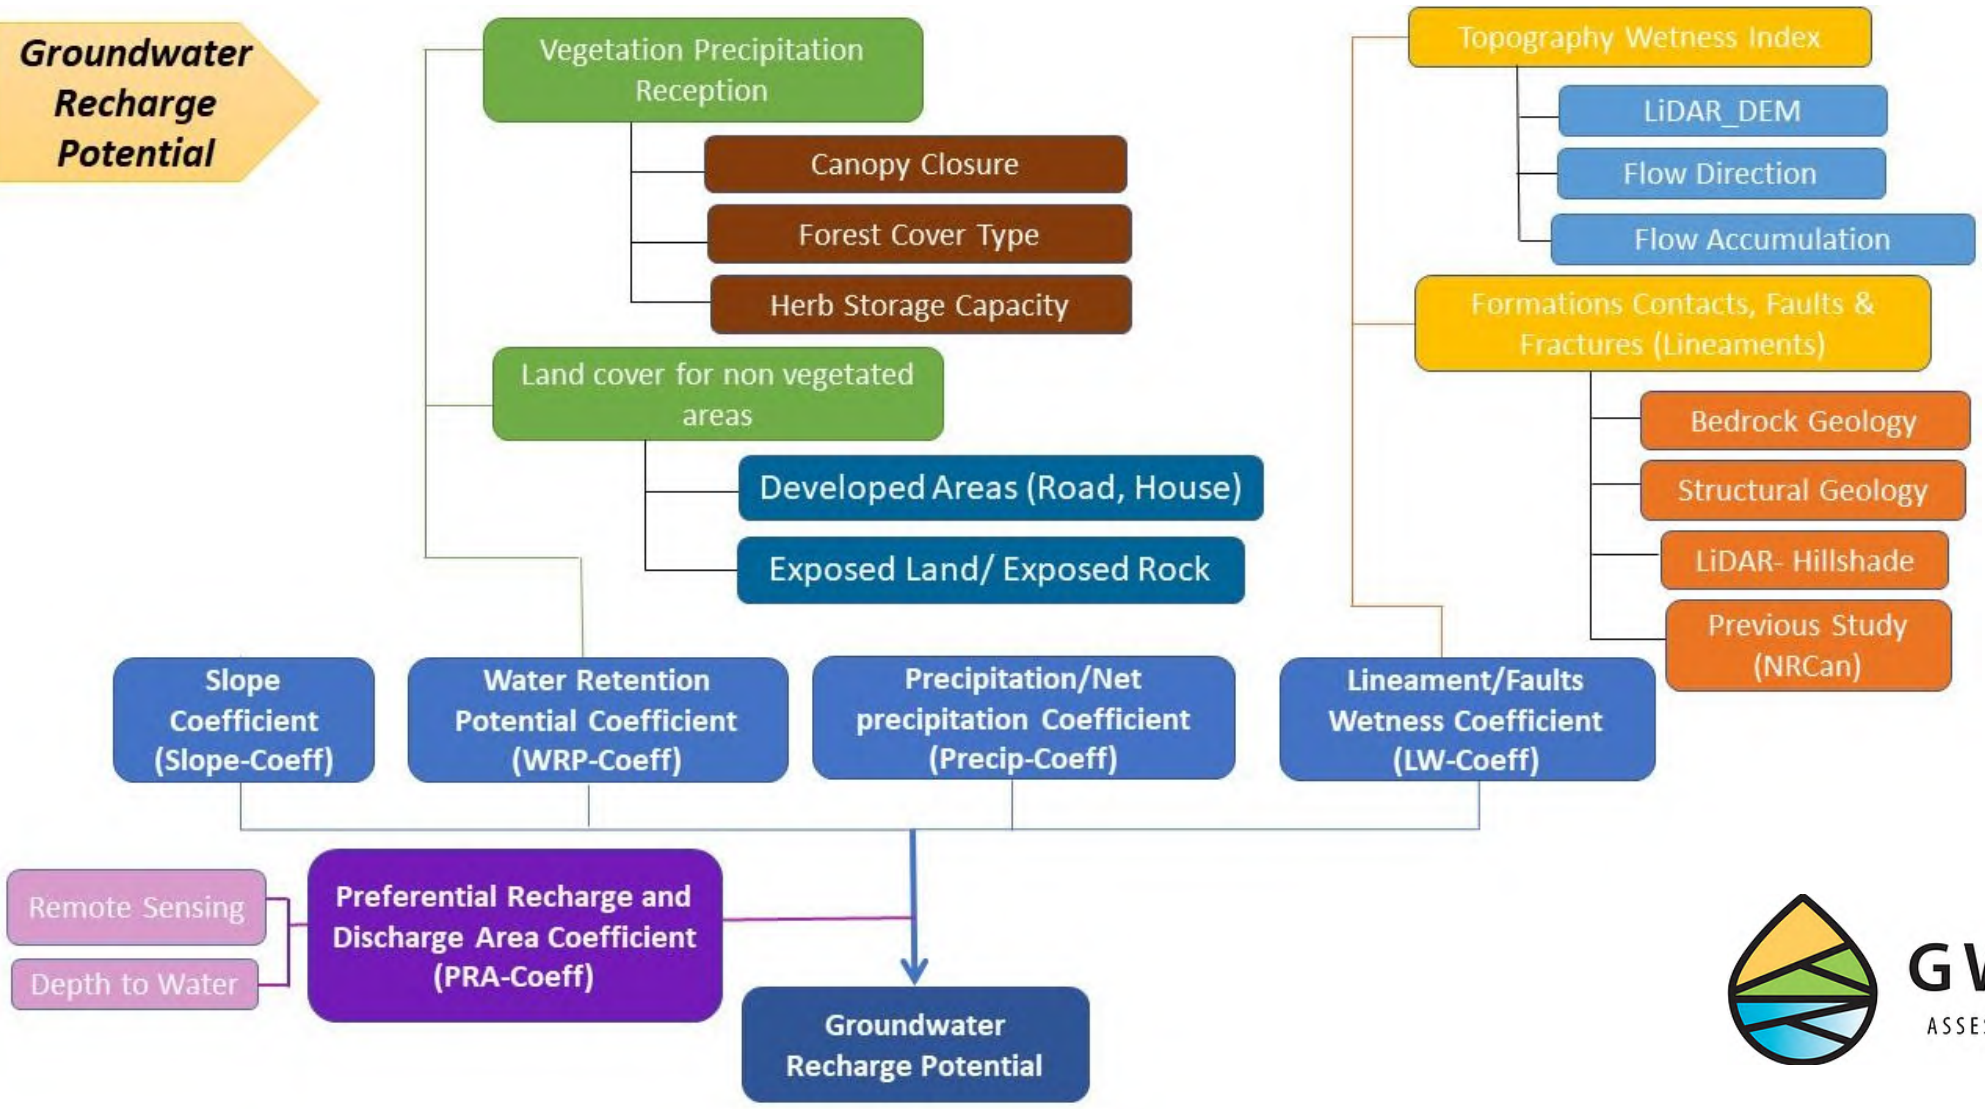 Groundwater
Recharge
Potential
Vegetation Precipitation
Reception
Canopy Closure
Forest Cover Type
Herb Storage Capacity
Land cover for non vegetated
areas
Developed Areas (Road, House)
Exposed Land/ Exposed Rock
Topography Wetness Index
LiDAR_DEM
Flow Direction
Flow Accumulation
Formations Contacts, Faults &
Fractures (Lineaments)
Bedrock Geology
Structural Geology
LiDAR- Hillshade
Previous Study
(NRCan)
Slope
Coefficient
(Slope-Coeff)
Water Retention
Potential Coefficient
(WRP-Coeff)
Precipitation/Net
precipitation Coefficient
(Precip-Coeff)
Lineament/Faults
Wetness Coefficient
(LW-Coeff)
Remote Sensing
Depth to Water
Preferential Recharge and
Discharge Area Coefficient
(PRA-Coeff)
Groundwater
Recharge Potential